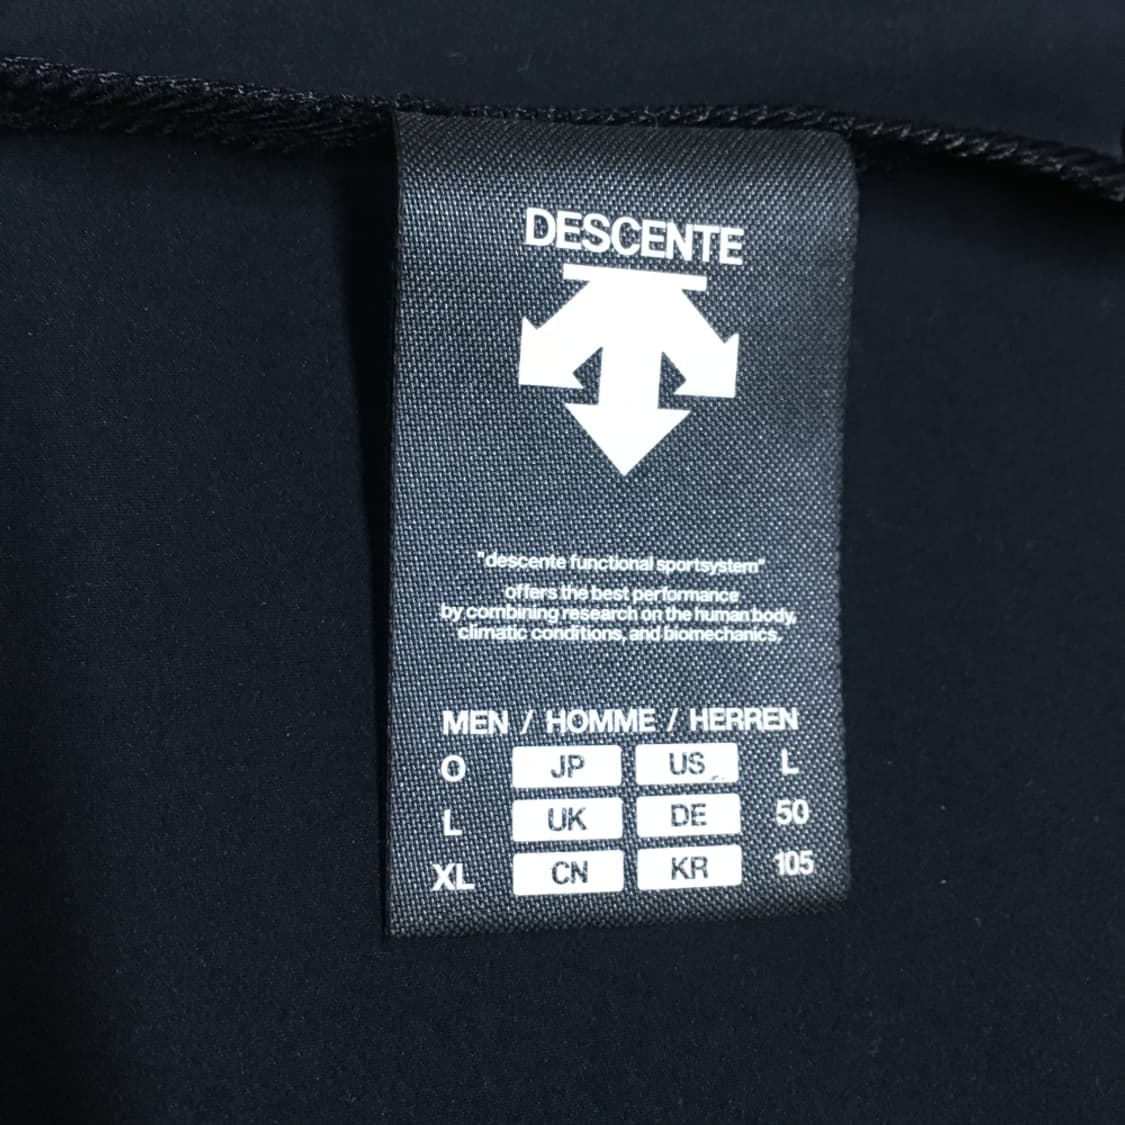 DESCENTE
"descente functional sportsystem"
offers the best performance
by combining research on the human body,
climatic conditions, and biomechanics.
MEN / HOMME / HERREN
O JP US L
L UK DE 50
XL CN KR 105